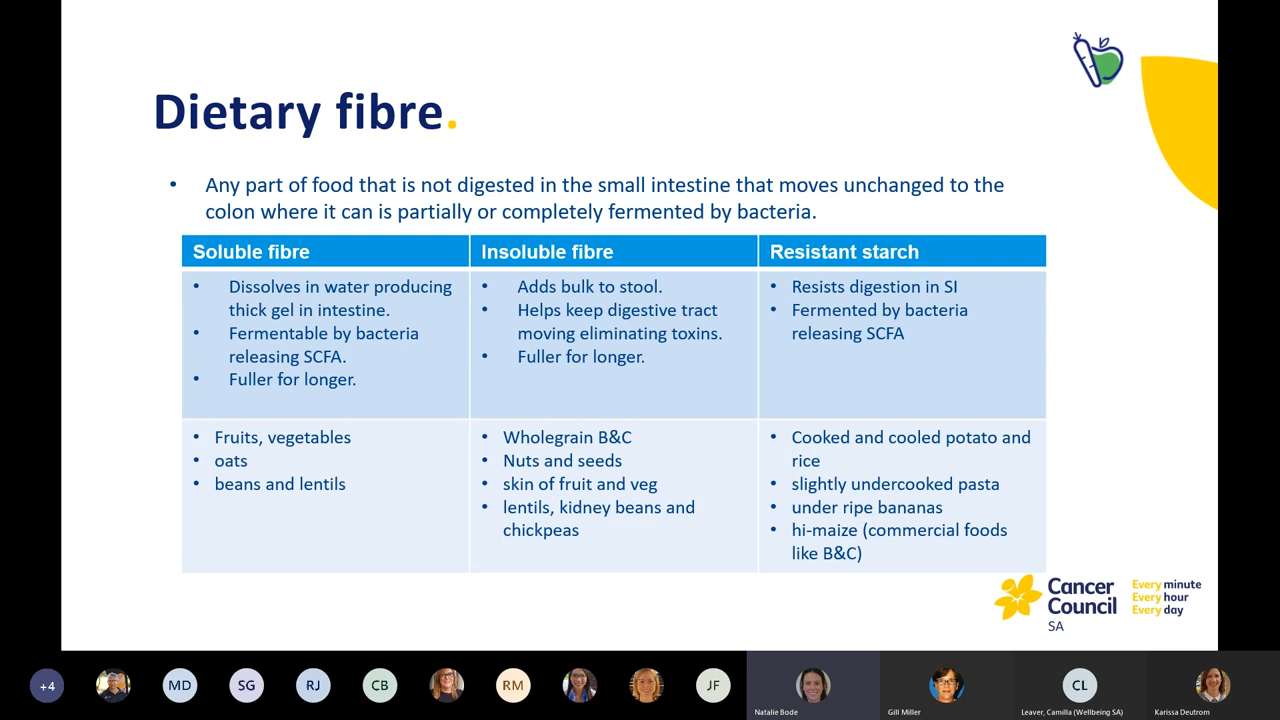 Dietary fibre.
• Any part of food that is not digested in the small intestine that moves unchanged to the
colon where it can is partially or completely fermented by bacteria.
Soluble fibre
Insoluble fibre
Resistant starch
• Dissolves in water producing
thick gel in intestine.
• Fermentable by bacteria
releasing SCFA.
• Fuller for longer.
• Adds bulk to stool.
• Helps keep digestive tract
moving eliminating toxins.
• Fuller for longer.
• Resists digestion in SI
• Fermented by bacteria
releasing SCFA
• Fruits, vegetables
• oats
• beans and lentils
• Wholegrain B&C
• Nuts and seeds
• skin of fruit and veg
• lentils, kidney beans and
chickpeas
• Cooked and cooled potato and
rice
• slightly undercooked pasta
• under ripe bananas
• hi-maize (commercial foods
like B&C)
Cancer
Council
SA
Every minute
Every hour
Every day
+4
MD
SG
RJ
CB
RM
JF
CL
Natalie Bode
Gill Miller
Leaver, Camilla (Wellbeing SA)
Karissa Deutrom